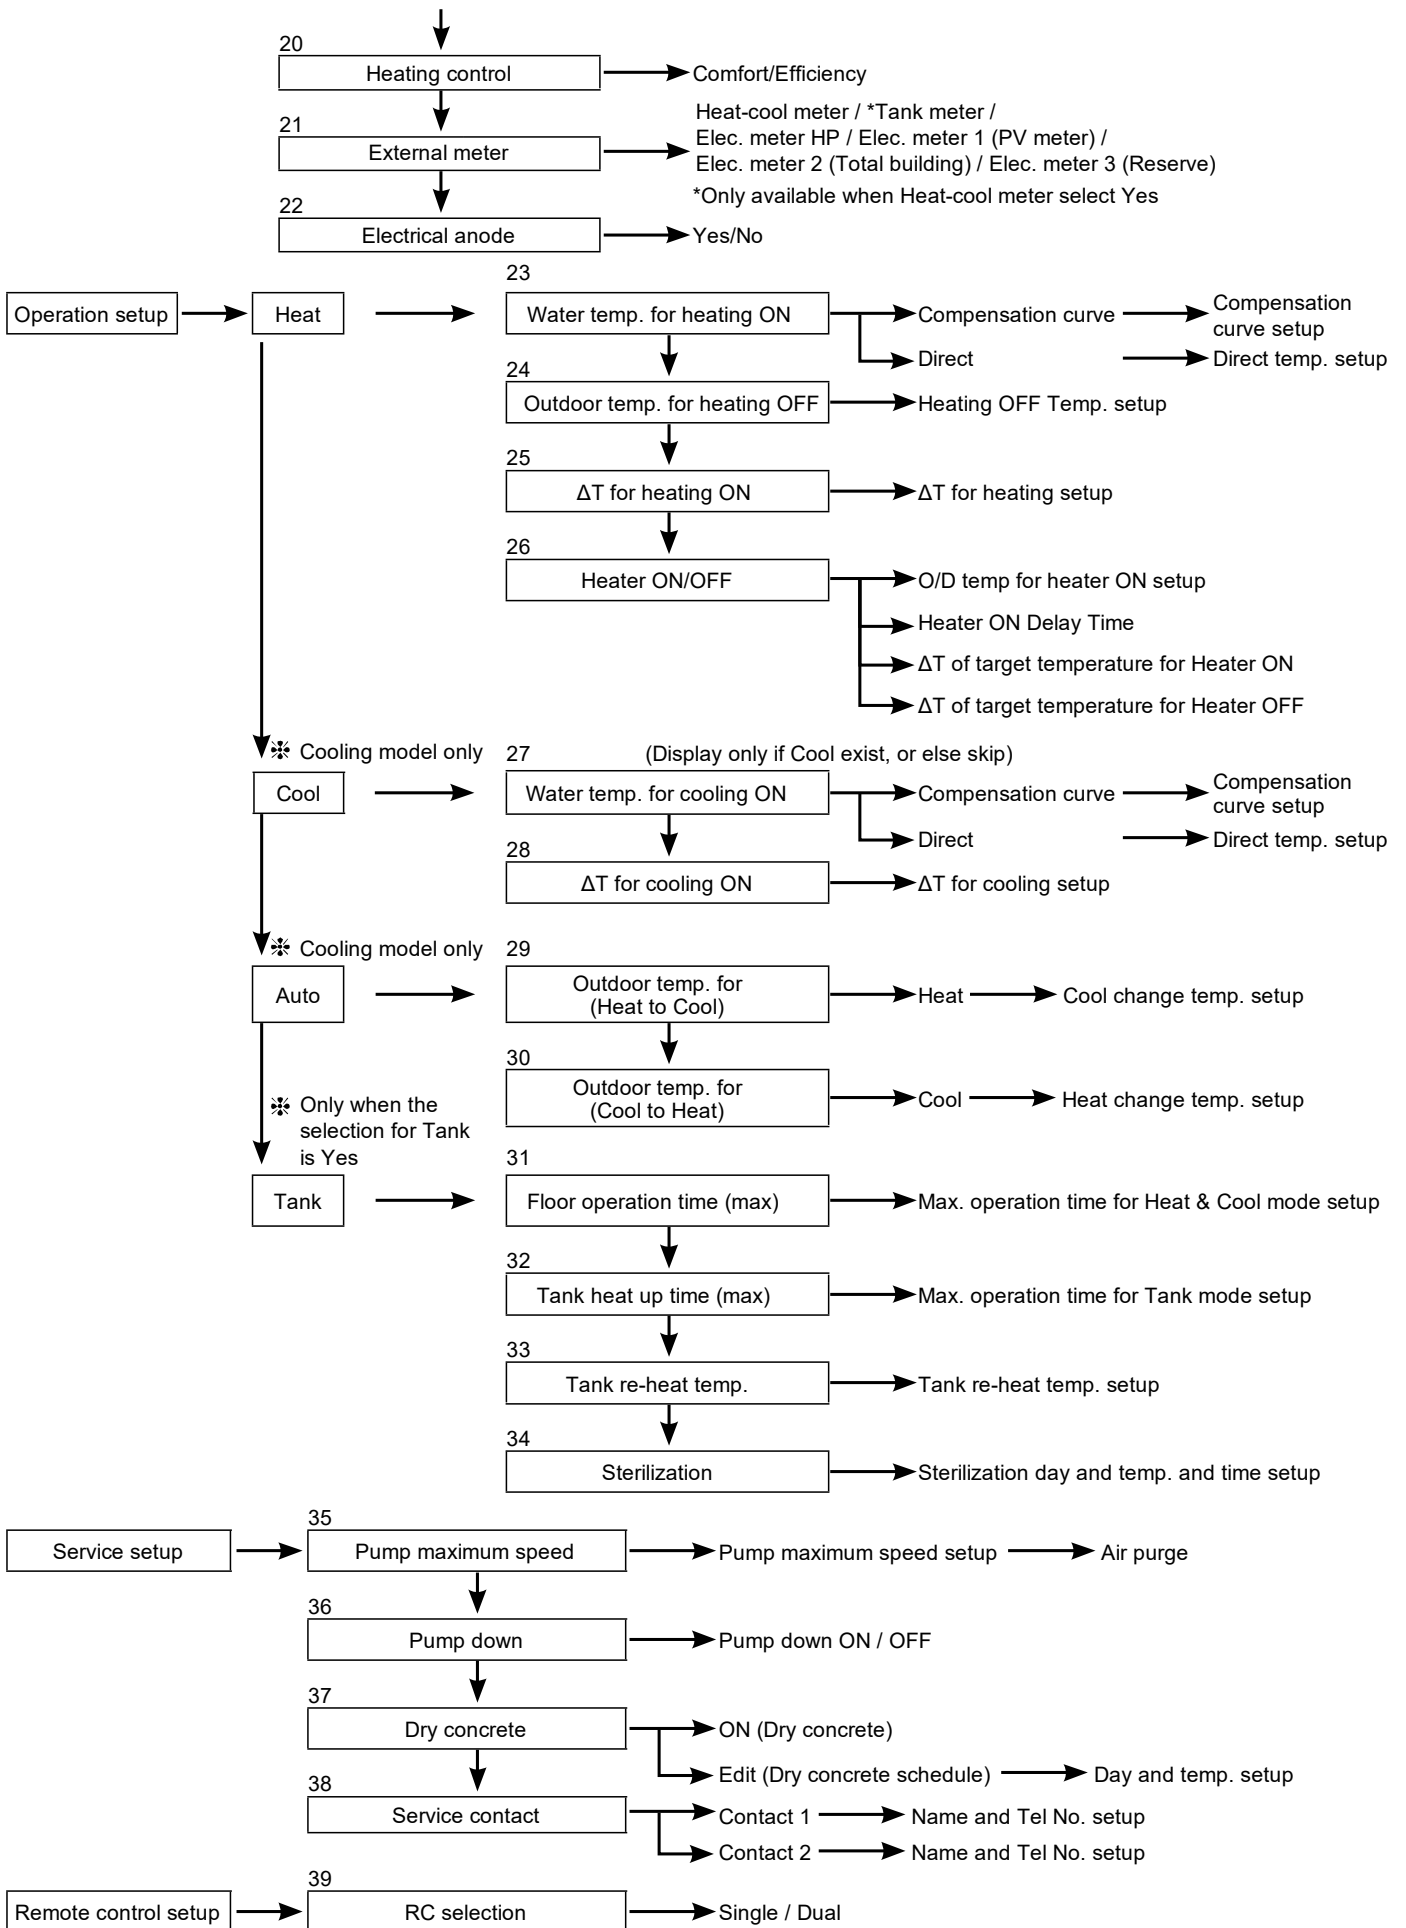 20
Heating control
Comfort/Efficiency
21
External meter
Heat-cool meter / *Tank meter /
Elec. meter HP / Elec. meter 1 (PV meter) /
Elec. meter 2 (Total building) / Elec. meter 3 (Reserve)
*Only available when Heat-cool meter select Yes
22
Electrical anode
Yes/No
Operation setup
Heat
23
Water temp. for heating ON
Compensation curve
Compensation
curve setup
Direct
Direct temp. setup
24
Outdoor temp. for heating OFF
Heating OFF Temp. setup
25
ΔT for heating ON
ΔT for heating setup
26
Heater ON/OFF
O/D temp for heater ON setup
Heater ON Delay Time
ΔT of target temperature for Heater ON
ΔT of target temperature for Heater OFF
※ Cooling model only
27
(Display only if Cool exist, or else skip)
Cool
Water temp. for cooling ON
Compensation curve
Compensation
curve setup
Direct
Direct temp. setup
28
ΔT for cooling ON
ΔT for cooling setup
※ Cooling model only
29
Auto
Outdoor temp. for
(Heat to Cool)
Heat
Cool change temp. setup
30
Outdoor temp. for
(Cool to Heat)
Cool
Heat change temp. setup
※ Only when the
selection for Tank
is Yes
31
Tank
Floor operation time (max)
Max. operation time for Heat & Cool mode setup
32
Tank heat up time (max)
Max. operation time for Tank mode setup
33
Tank re-heat temp.
Tank re-heat temp. setup
34
Sterilization
Sterilization day and temp. and time setup
Service setup
35
Pump maximum speed
Pump maximum speed setup
Air purge
36
Pump down
Pump down ON / OFF
37
Dry concrete
ON (Dry concrete)
Edit (Dry concrete schedule)
Day and temp. setup
38
Service contact
Contact 1
Name and Tel No. setup
Contact 2
Name and Tel No. setup
Remote control setup
39
RC selection
Single / Dual